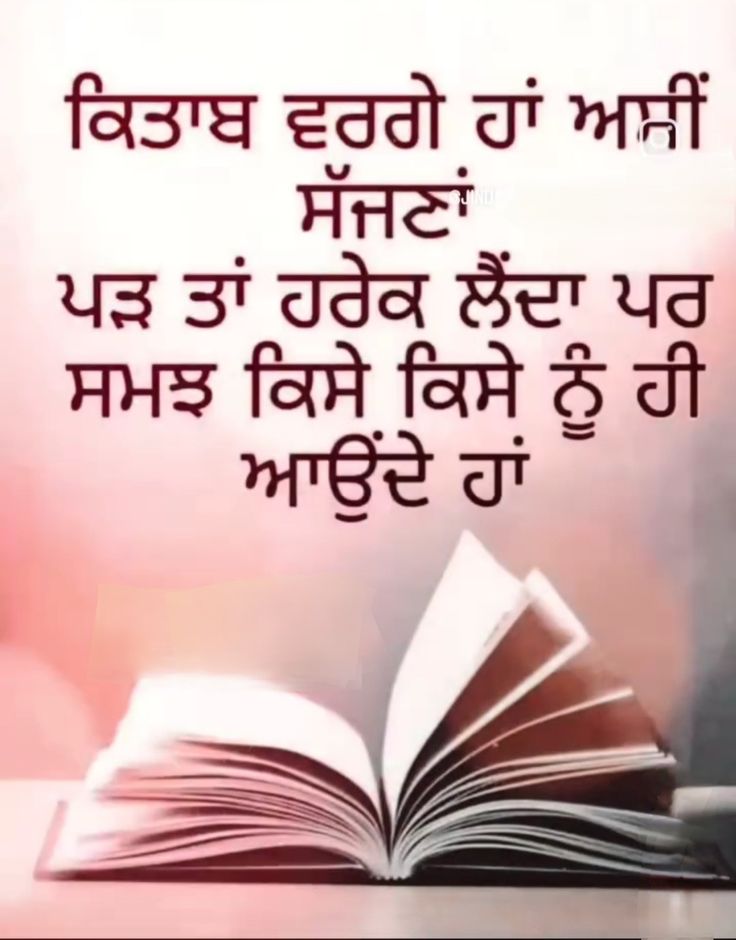 ਕਿਤਾਬ ਵਰਗੇ ਹਾਂ ਅਸੀਂ
ਸੱਜਣਾਂ
ਪੜ ਤਾਂ ਹਰੇਕ ਲੈਂਦਾ ਪਰ
ਸਮਝ ਕਿਸੇ ਕਿਸੇ ਨੂੰ ਹੀ
ਆਉਂਦੇ ਹਾਂ